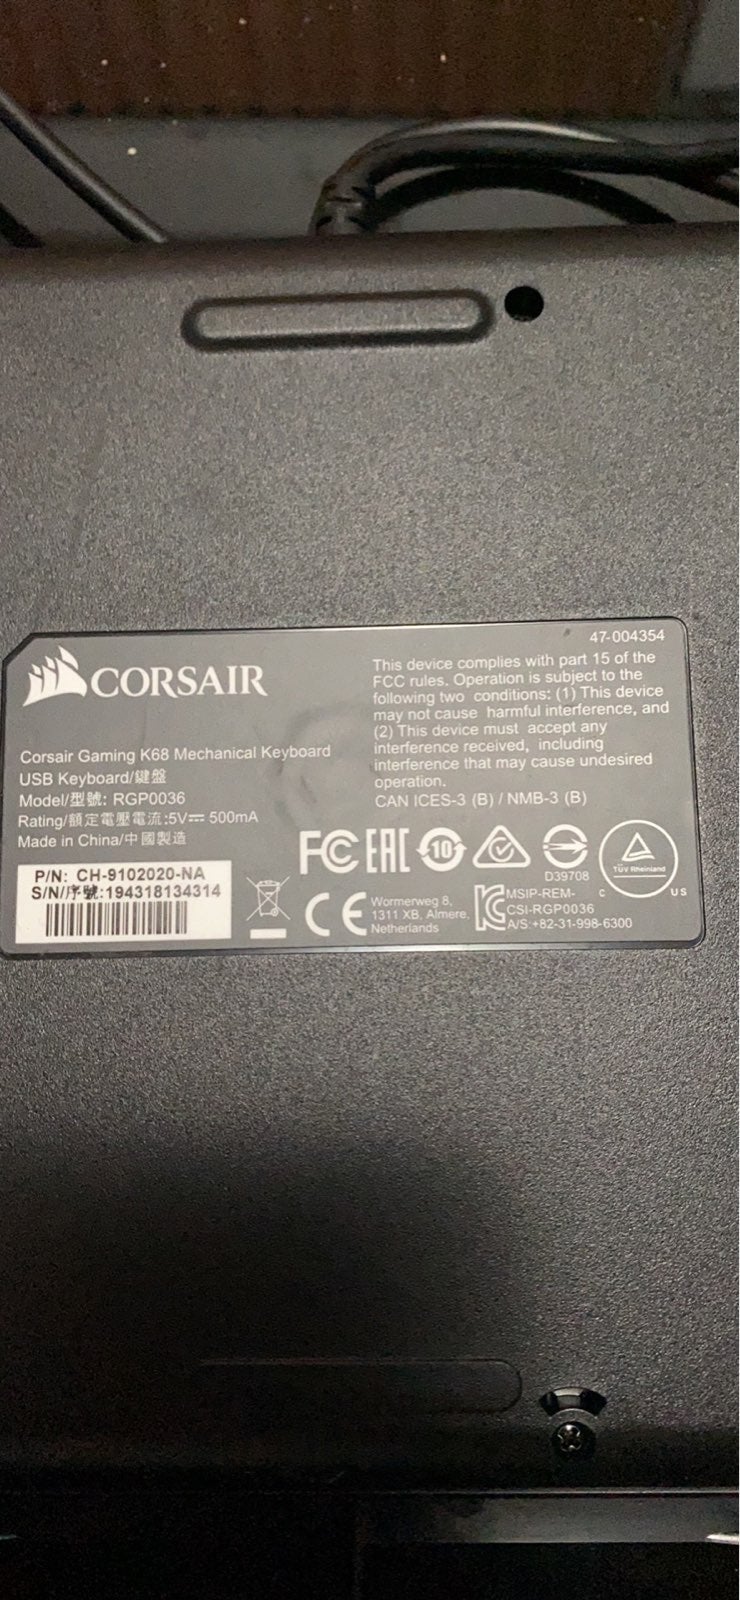 47-004354
CORSAIR
Corsair Gaming K68 Mechanical Keyboard
USB Keyboard/鍵盤
Model/型號: RGP0036
Rating/額定電壓電流:5V⎓ 500mA
Made in China/中國製造
P/N: CH-9102020-NA
S/N/序號:194318134314
This device complies with part 15 of the
FCC rules. Operation is subject to the
following two conditions: (1) This device
may not cause harmful interference, and
(2) This device must accept any
interference received, including
interference that may cause undesired
operation.
CAN ICES-3 (B) / NMB-3 (B)
FC EAC 10
D39708
TÜV Rheinland
C US
CE
Wormerweg 8,
1311 XB, Almere,
Netherlands
MSIP-REM-
CSI-RGP0036
A/S:+82-31-998-6300